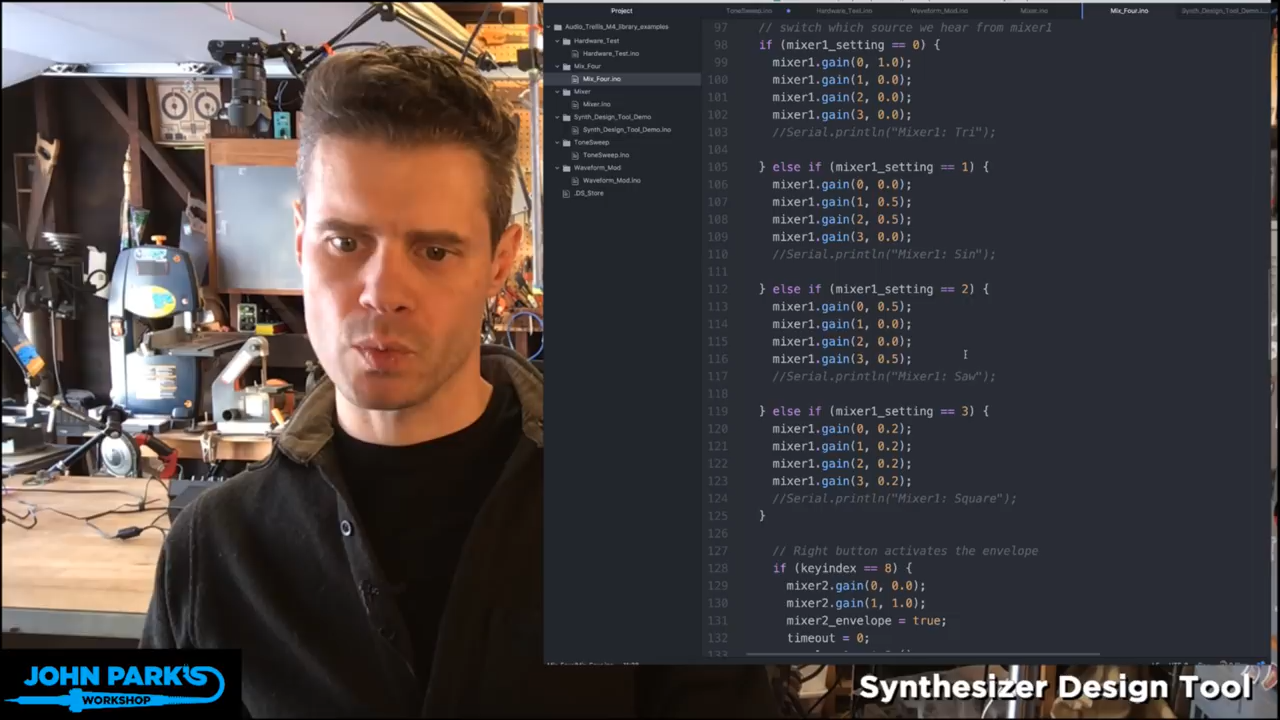 Project
ToneSweep.ino
Hardware_Test.ino
Waveform_Mod.ino
Mixer.ino
Mix_Four.ino
Synth_Design_Tool_Demo.i
Audio_Trellis_M4_library_examples
Hardware_Test
Hardware_Test.ino
Mix_Four
Mix_Four.ino
Mixer
Mixer.ino
Synth_Design_Tool_Demo
Synth_Design_Tool_Demo.ino
ToneSweep
ToneSweep.ino
Waveform_Mod
Waveform_Mod.ino
.DS_Store
97 // switch which source we hear from mixer1
98 if (mixer1_setting == 0) {
99 mixer1.gain(0, 1.0);
100 mixer1.gain(1, 0.0);
101 mixer1.gain(2, 0.0);
102 mixer1.gain(3, 0.0);
103 //Serial.println("Mixer1: Tri");
104
105 } else if (mixer1_setting == 1) {
106 mixer1.gain(0, 0.0);
107 mixer1.gain(1, 0.5);
108 mixer1.gain(2, 0.5);
109 mixer1.gain(3, 0.0);
110 //Serial.println("Mixer1: Sin");
111
112 } else if (mixer1_setting == 2) {
113 mixer1.gain(0, 0.5);
114 mixer1.gain(1, 0.0);
115 mixer1.gain(2, 0.0);
116 mixer1.gain(3, 0.5);
117 //Serial.println("Mixer1: Saw");
118
119 } else if (mixer1_setting == 3) {
120 mixer1.gain(0, 0.2);
121 mixer1.gain(1, 0.2);
122 mixer1.gain(2, 0.2);
123 mixer1.gain(3, 0.2);
124 //Serial.println("Mixer1: Square");
125 }
126
127 // Right button activates the envelope
128 if (keyindex == 8) {
129 mixer2.gain(0, 0.0);
130 mixer2.gain(1, 1.0);
131 mixer2_envelope = true;
132 timeout = 0;
JOHN PARK'S
WORKSHOP
Synthesizer Design Tool